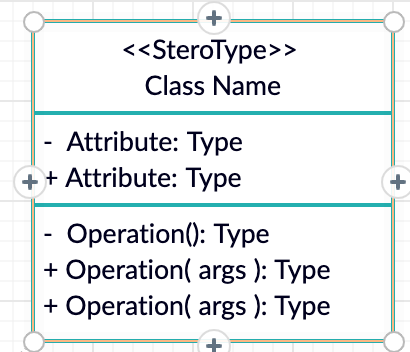 <<SteroType>>
Class Name
- Attribute: Type
+ Attribute: Type
- Operation(): Type
+ Operation( args ): Type
+ Operation( args ): Type